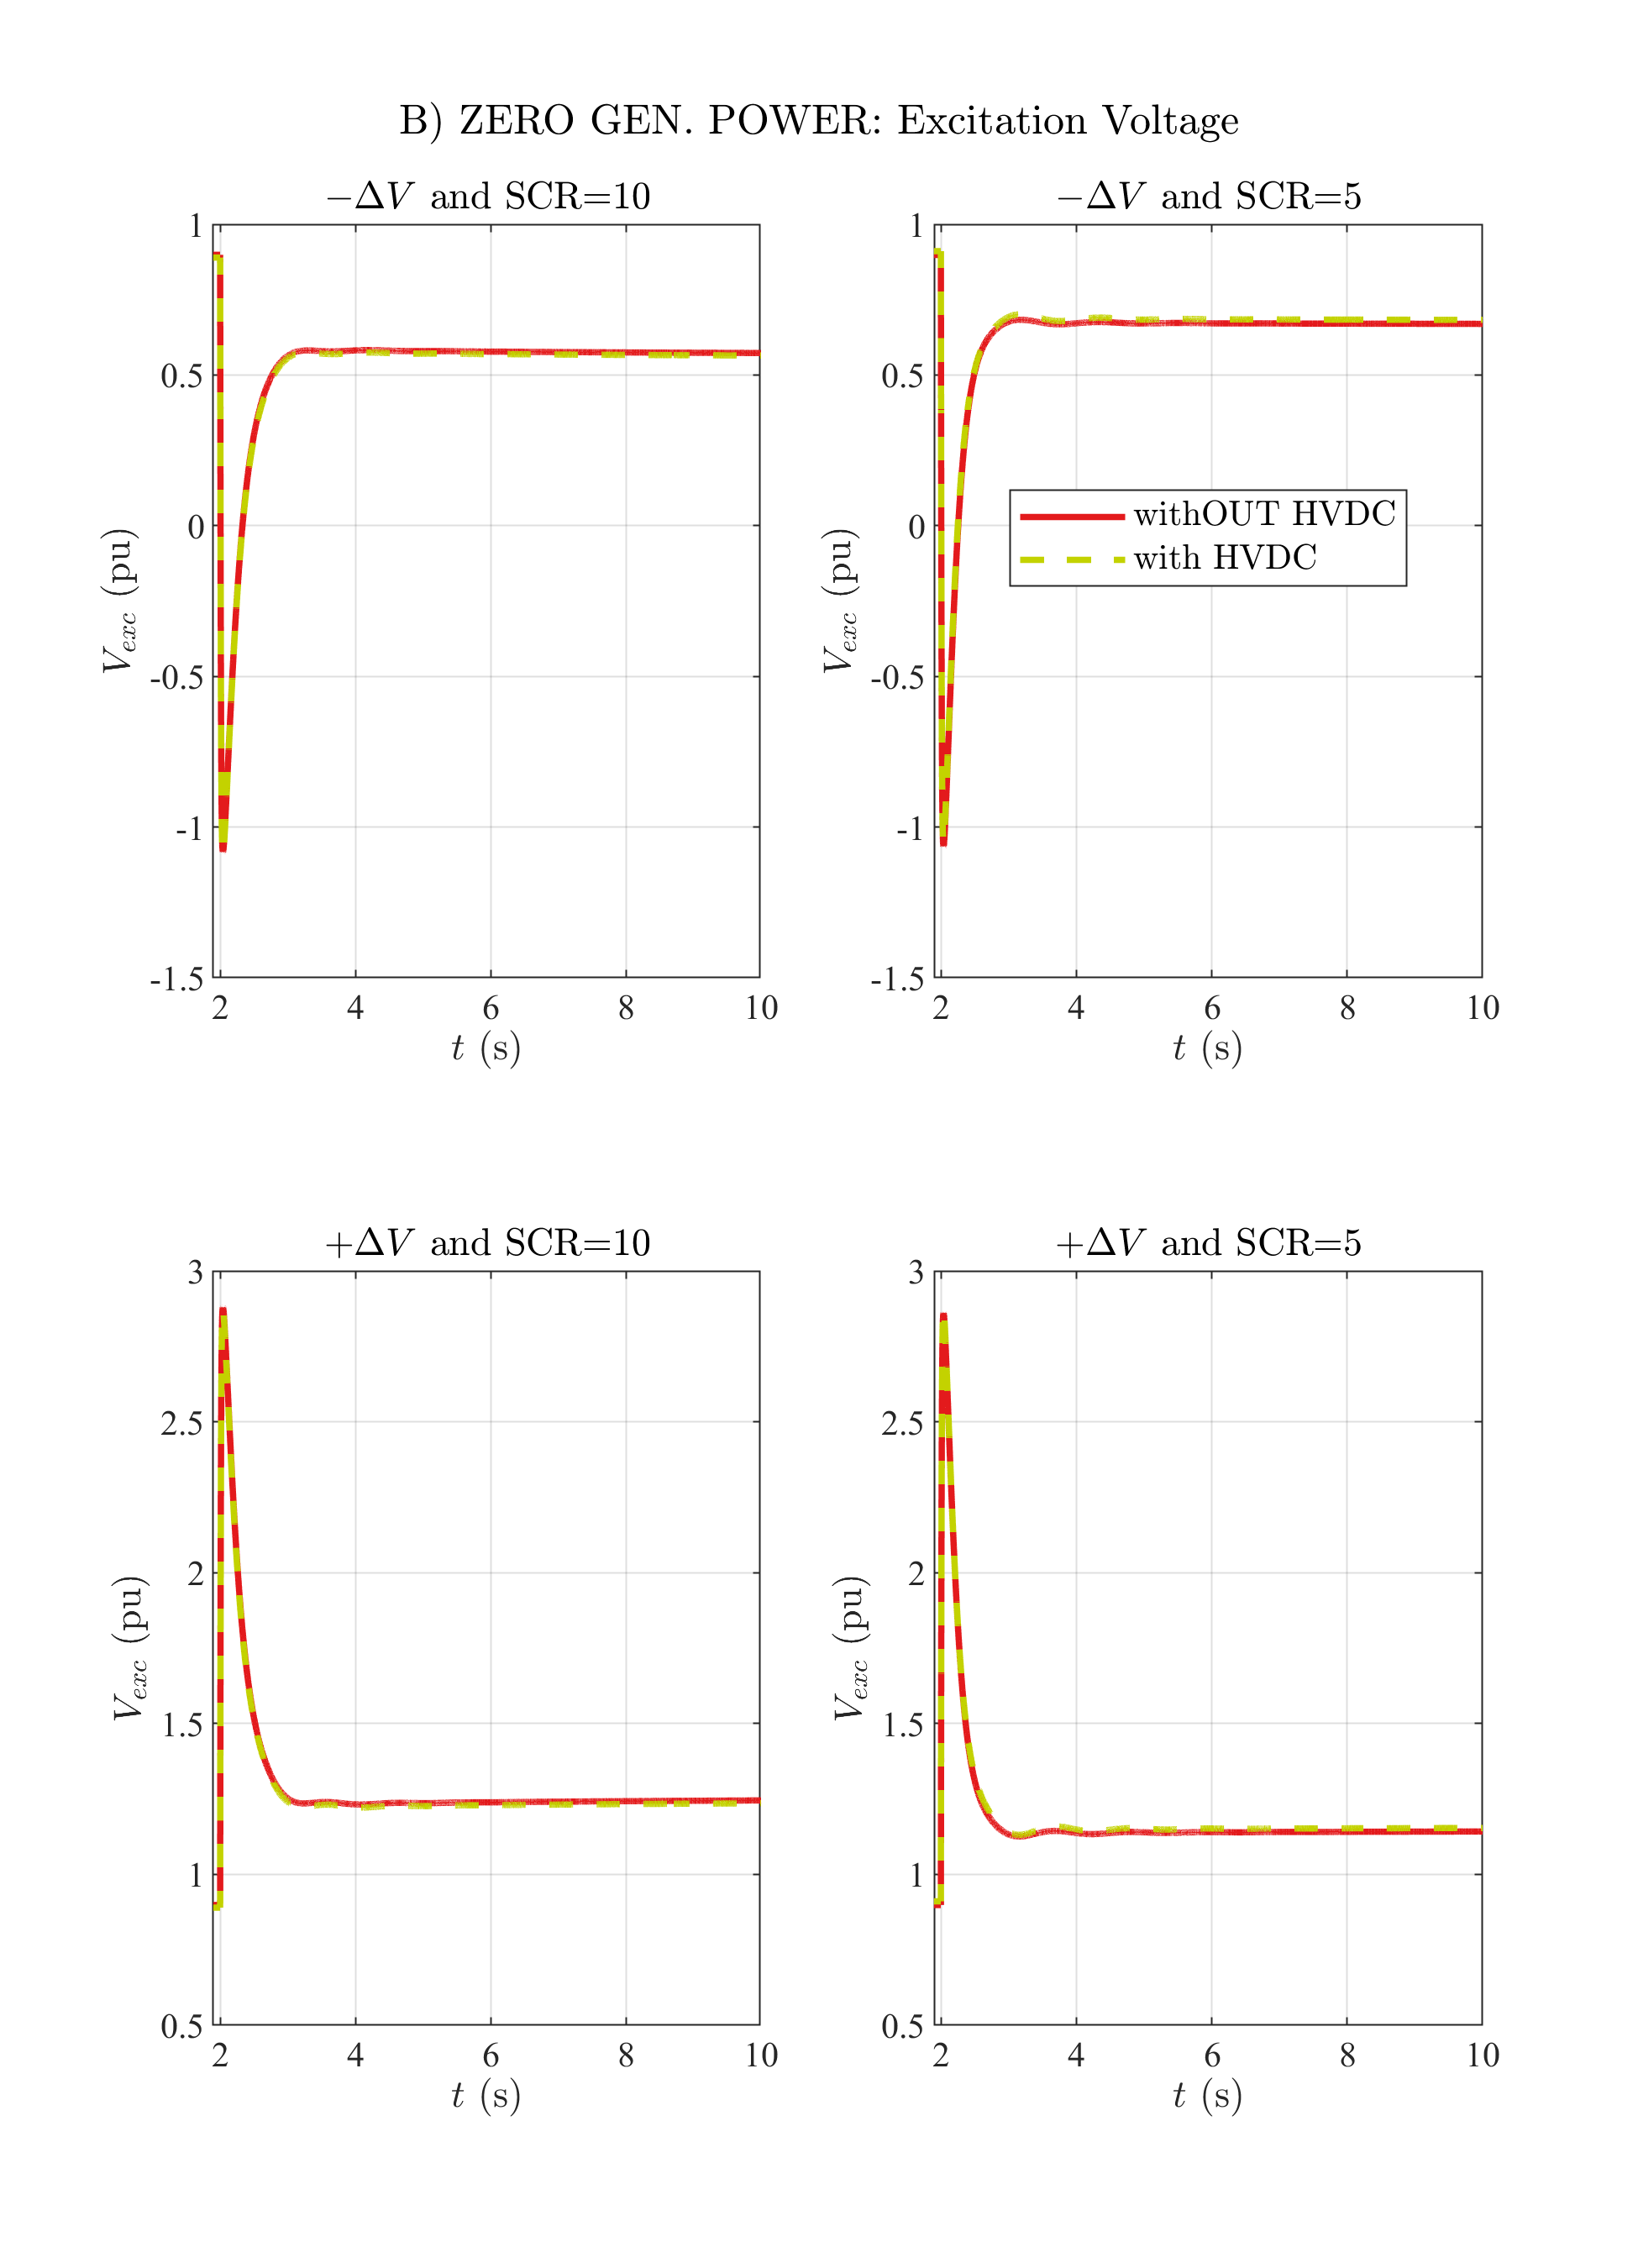 B) ZERO GEN. POWER: Excitation Voltage
−ΔV and SCR=10
1
0.5
0
-0.5
-1
-1.5
V_exc (pu)
2 4 6 8 10
t (s)
−ΔV and SCR=5
1
0.5
0
-0.5
-1
-1.5
V_exc (pu)
withOUT HVDC
with HVDC
2 4 6 8 10
t (s)
+ΔV and SCR=10
3
2.5
2
1.5
1
0.5
V_exc (pu)
2 4 6 8 10
t (s)
+ΔV and SCR=5
3
2.5
2
1.5
1
0.5
V_exc (pu)
2 4 6 8 10
t (s)